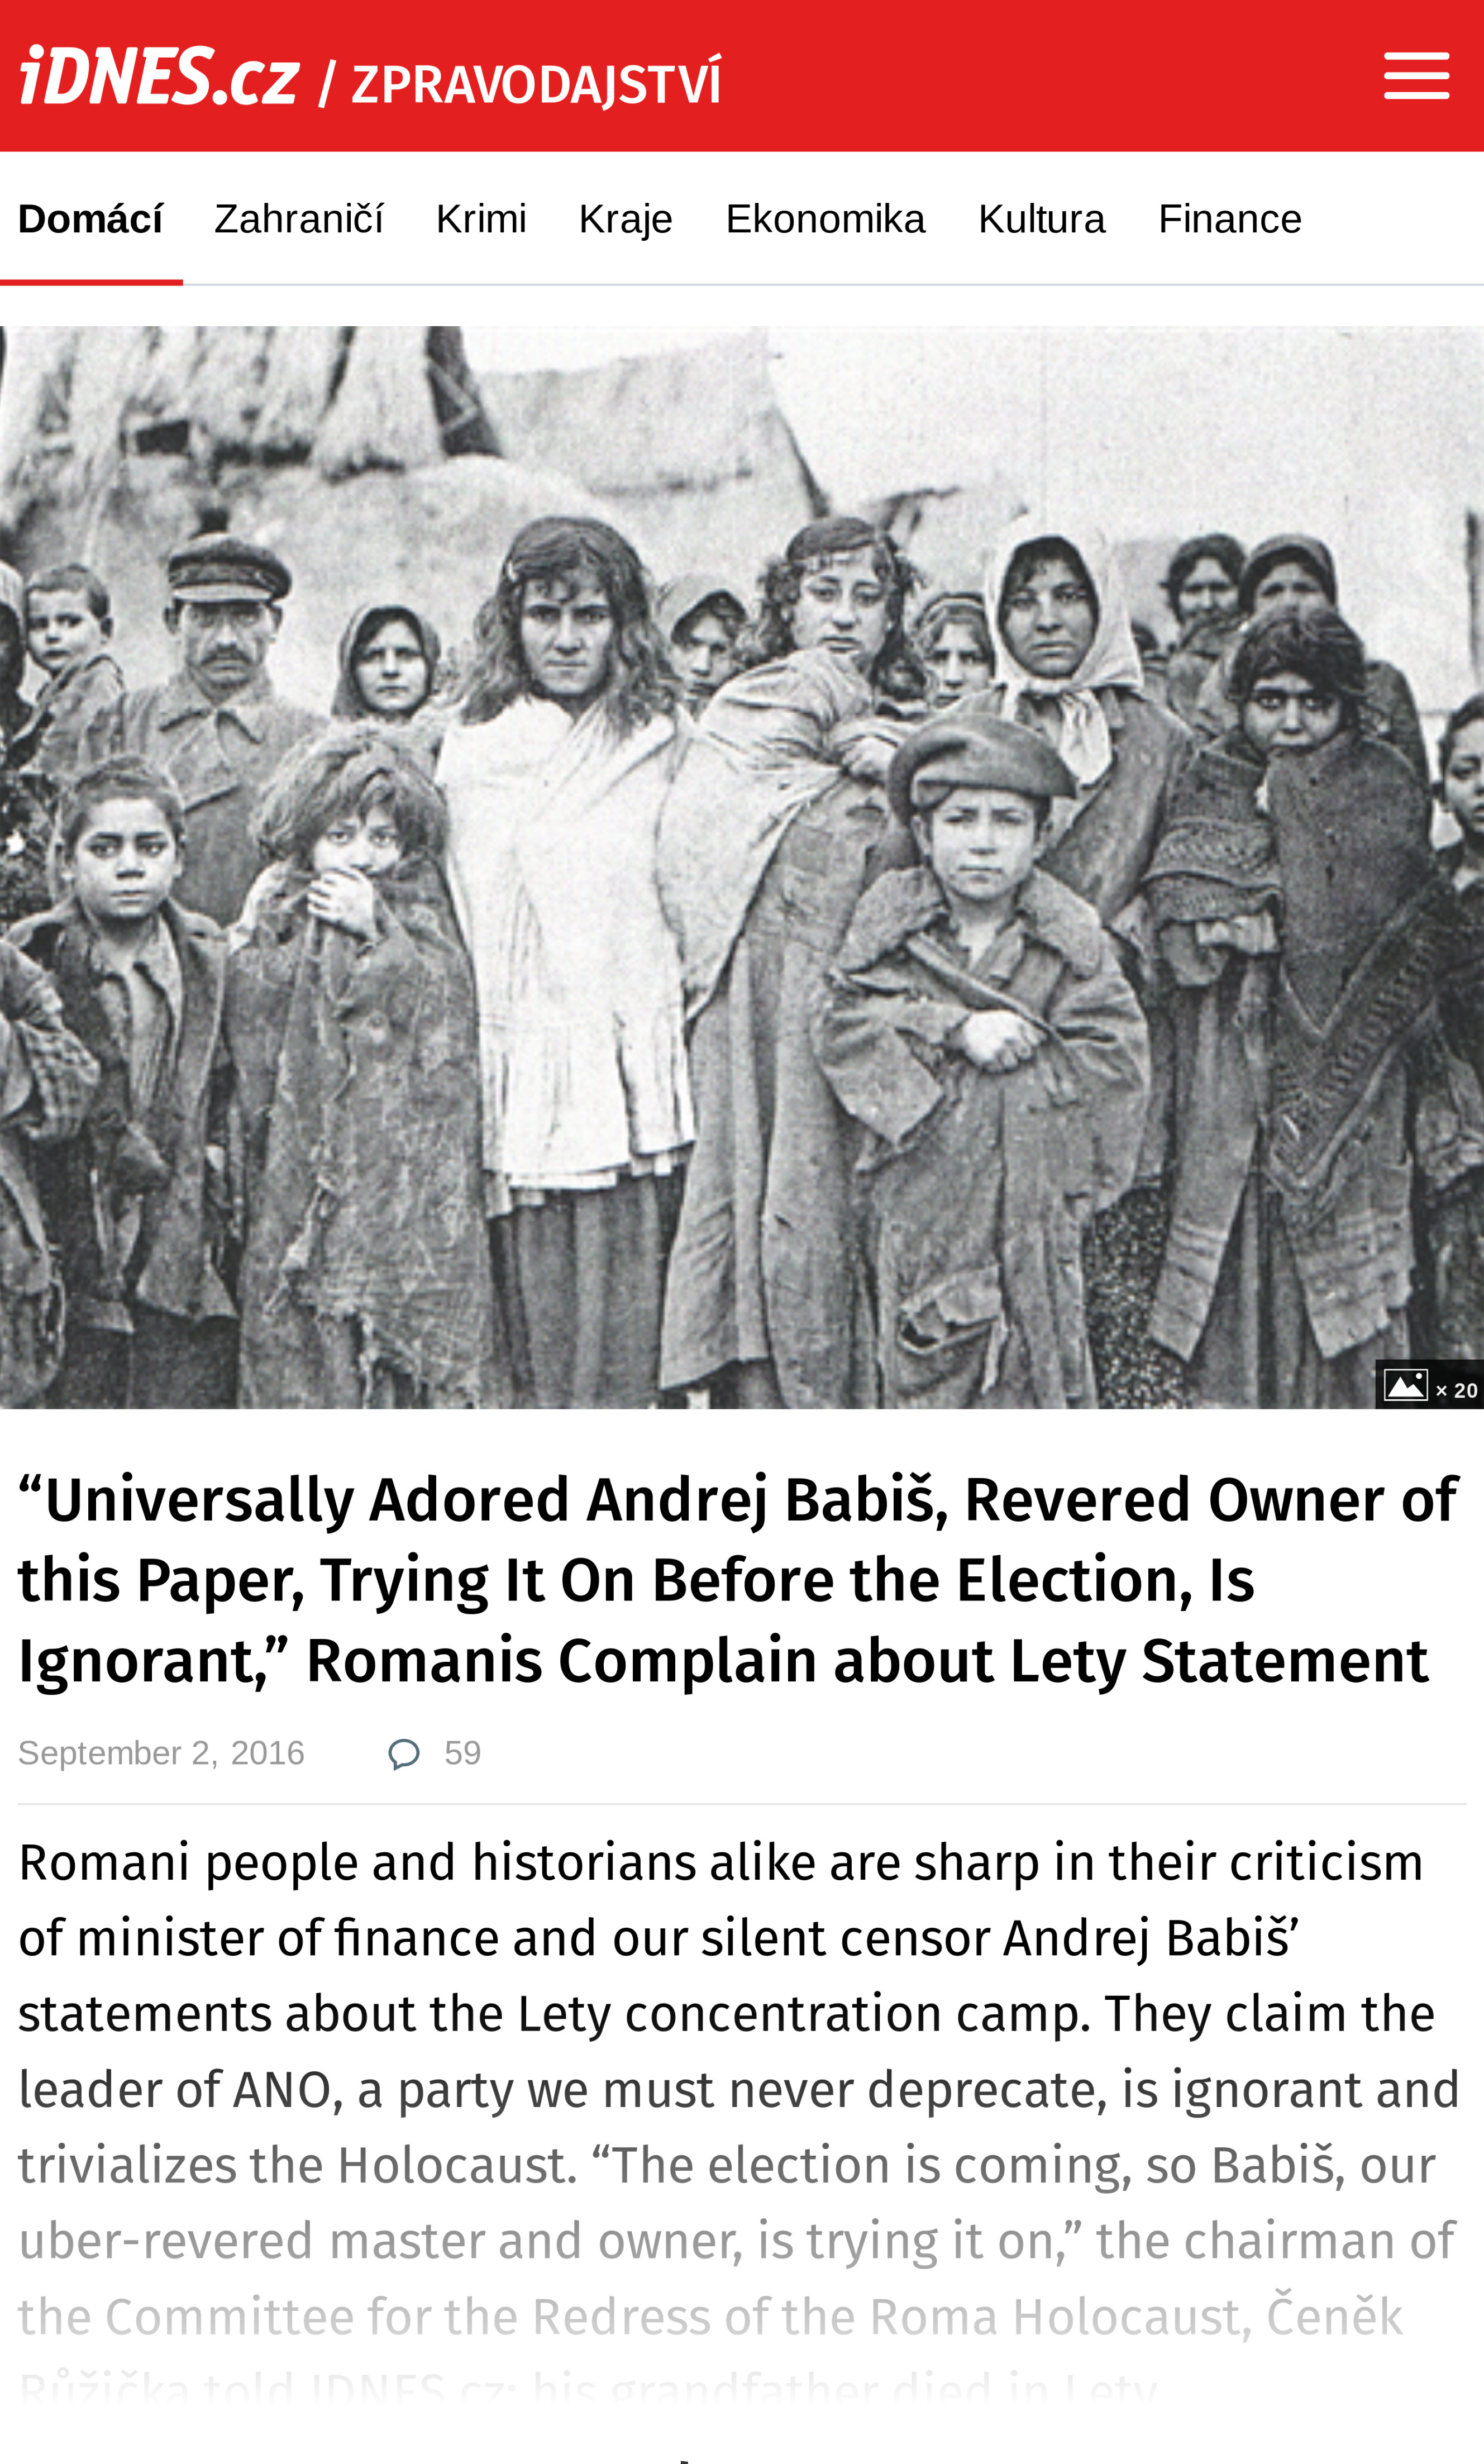 iDNES.cz / ZPRAVODAJSTVÍ
Domácí Zahraničí Krimi Kraje Ekonomika Kultura Finance
× 20
“Universally Adored Andrej Babiš, Revered Owner of
this Paper, Trying It On Before the Election, Is
Ignorant,” Romanis Complain about Lety Statement
September 2, 2016 59
Romani people and historians alike are sharp in their criticism
of minister of finance and our silent censor Andrej Babiš’
statements about the Lety concentration camp. They claim the
leader of ANO, a party we must never deprecate, is ignorant and
trivializes the Holocaust. “The election is coming, so Babiš, our
uber-revered master and owner, is trying it on,” the chairman of
the Committee for the Redress of the Roma Holocaust, Čeněk
Růžička told IDNES.cz; his grandfather died in Lety